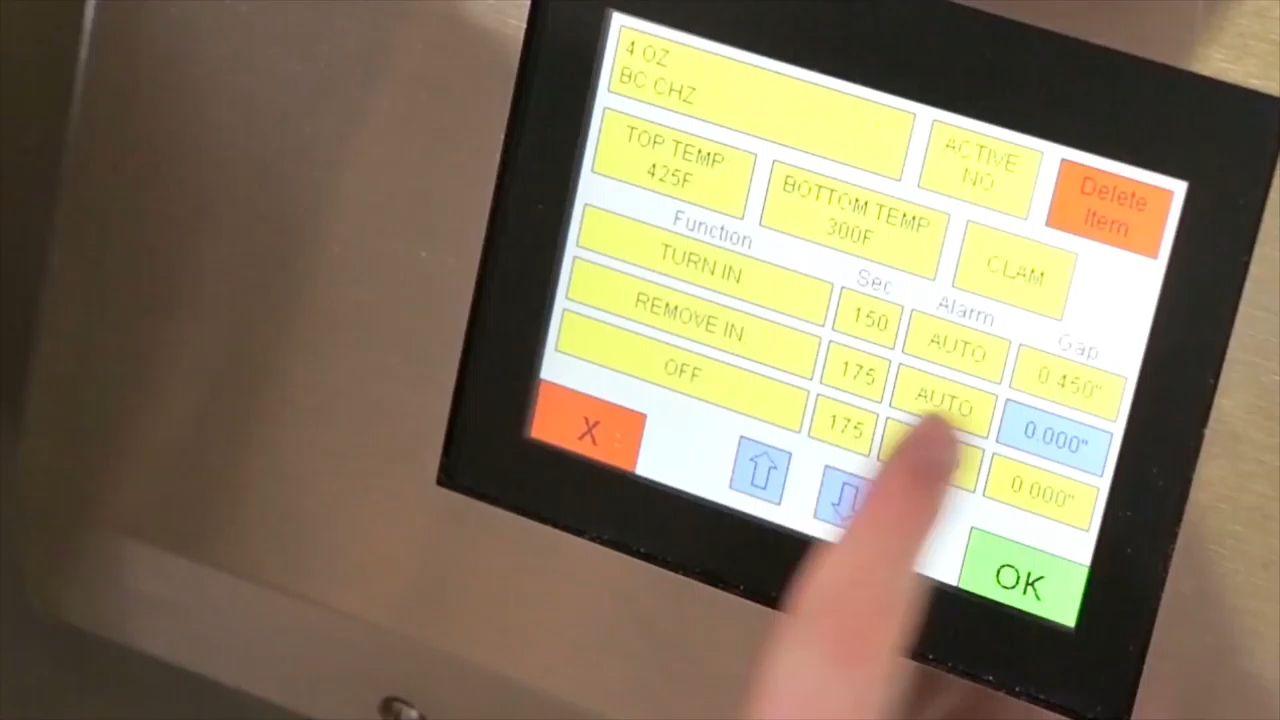 4 OZ
BC CHZ
ACTIVE
NO
Delete
Item
TOP TEMP
425F
BOTTOM TEMP
300F
CLAM
Function
Sec
Alarm
Gap
TURN IN
150
AUTO
0.450"
REMOVE IN.
175
AUTO
0.000"
OFF
175
0.000"
X
OK